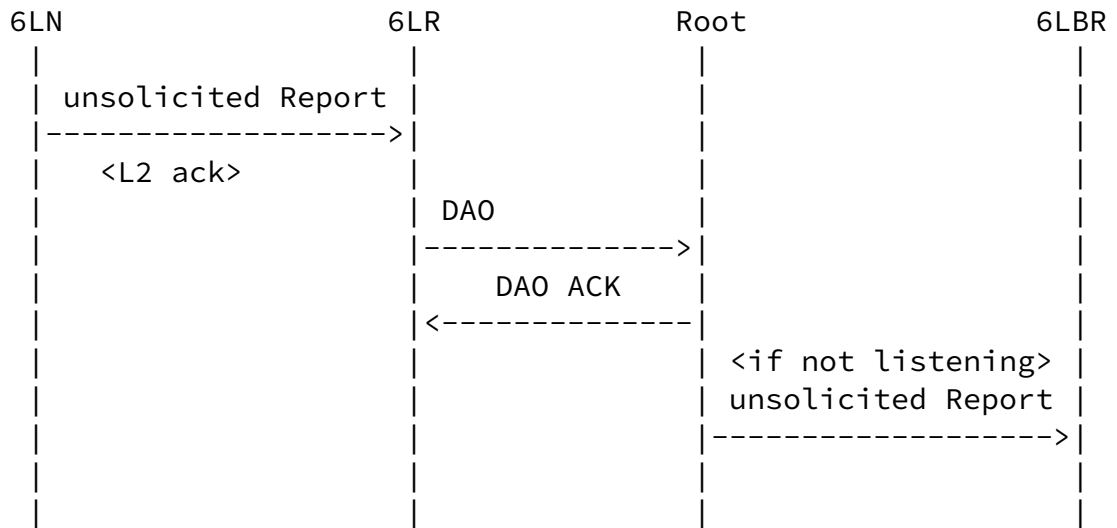 6LN 6LR Root 6LBR
unsolicited Report
<L2 ack>
DAO
DAO ACK
<if not listening>
unsolicited Report